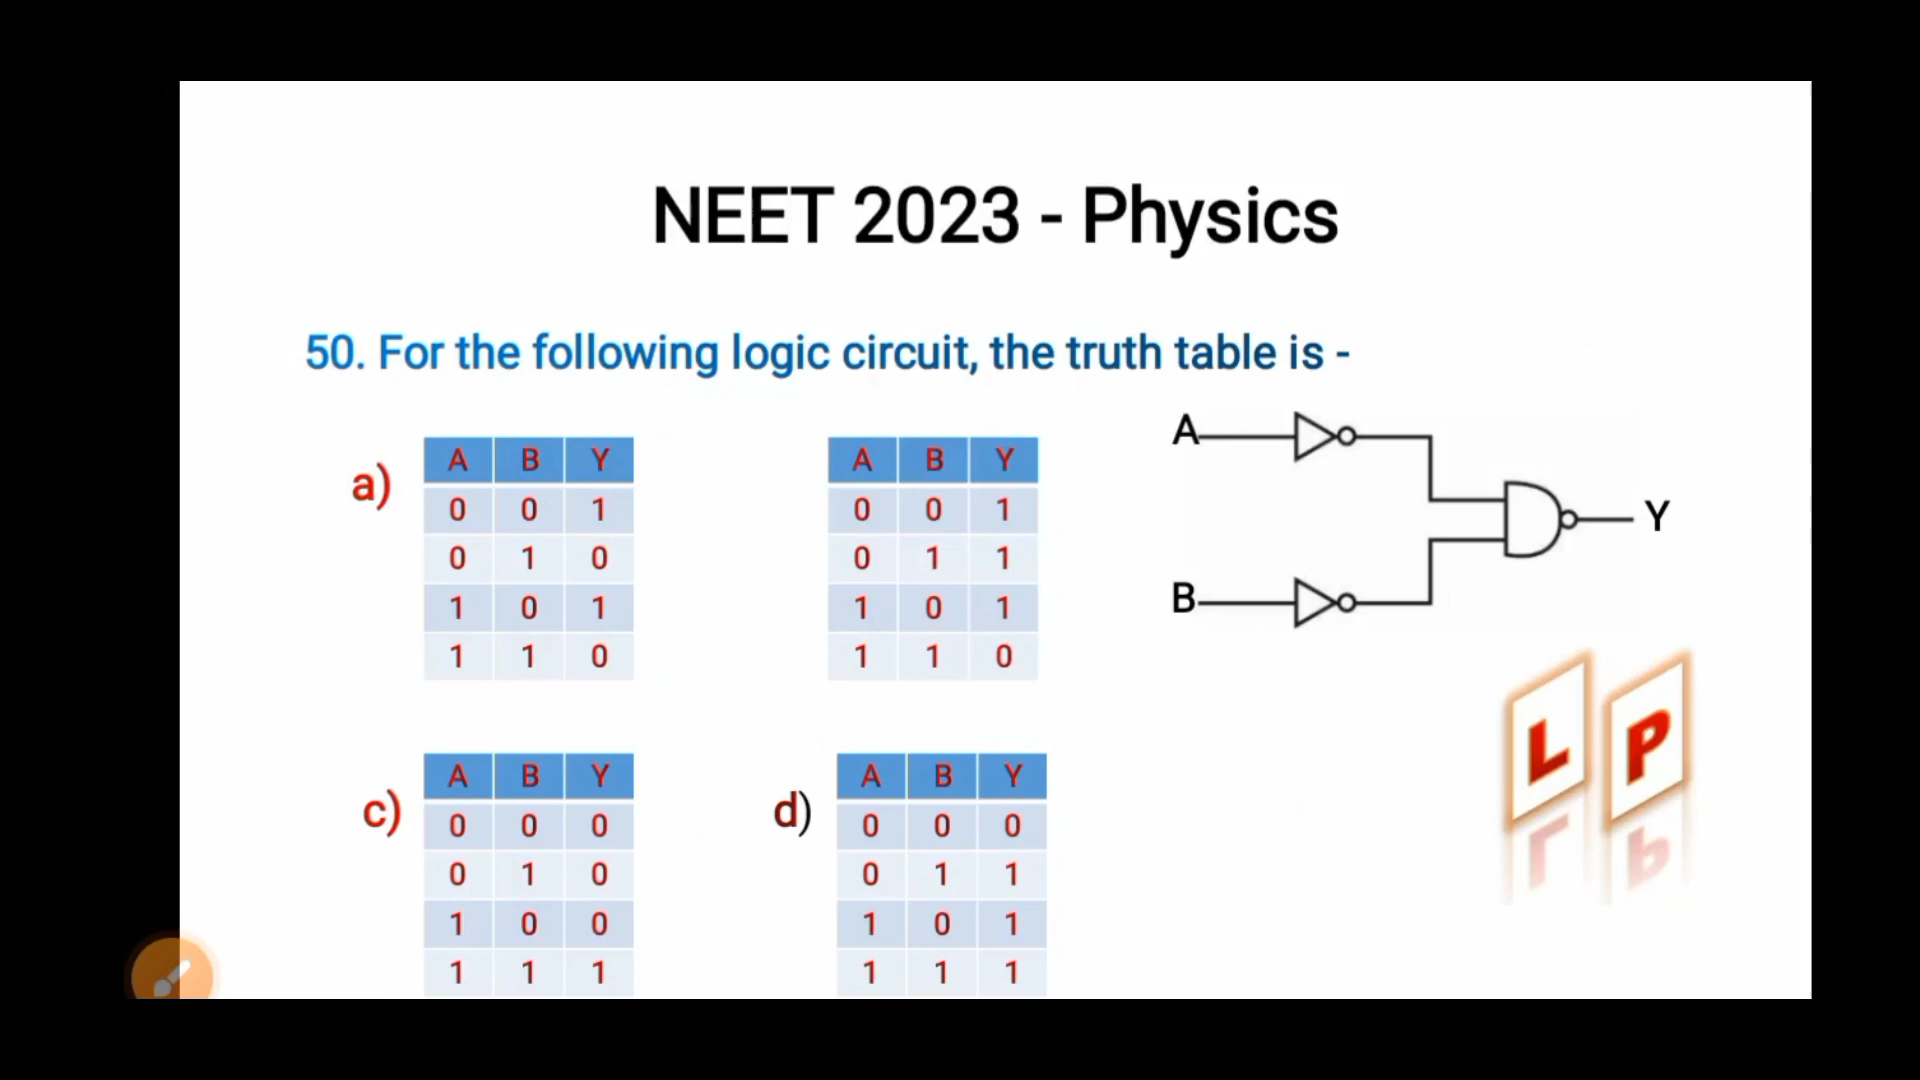 NEET 2023 - Physics
50. For the following logic circuit, the truth table is -
a)
A B Y
0 0 1
0 1 0
1 0 1
1 1 0
A B Y
0 0 1
0 1 1
1 0 1
1 1 0
A
B
Y
c)
A B Y
0 0 0
0 1 0
1 0 0
1 1 1
d)
A B Y
0 0 0
0 1 1
1 0 1
1 1 1
L P